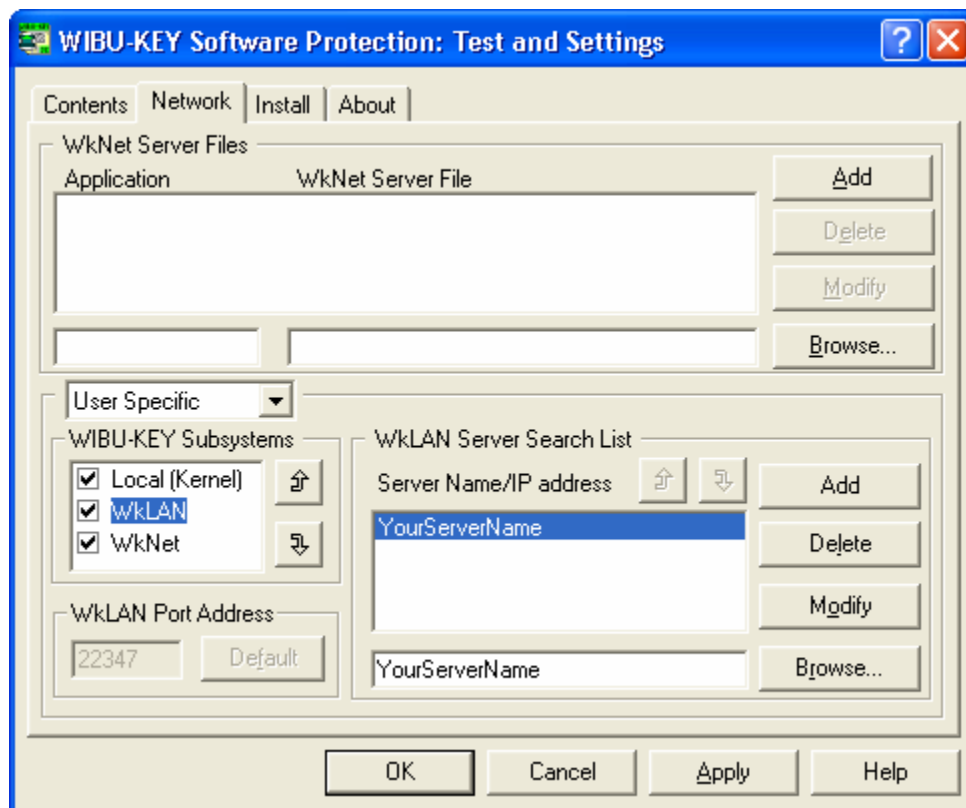 WIBU-KEY Software Protection: Test and Settings
Contents Network Install About
WkNet Server Files
Application WkNet Server File
Add
Delete
Modify
Browse...
User Specific
WIBU-KEY Subsystems
Local (Kernel)
WkLAN
WkNet
WkLAN Port Address
22347 Default
WkLAN Server Search List
Server Name/IP address
YourServerName
YourServerName
Add
Delete
Modify
Browse...
OK Cancel Apply Help